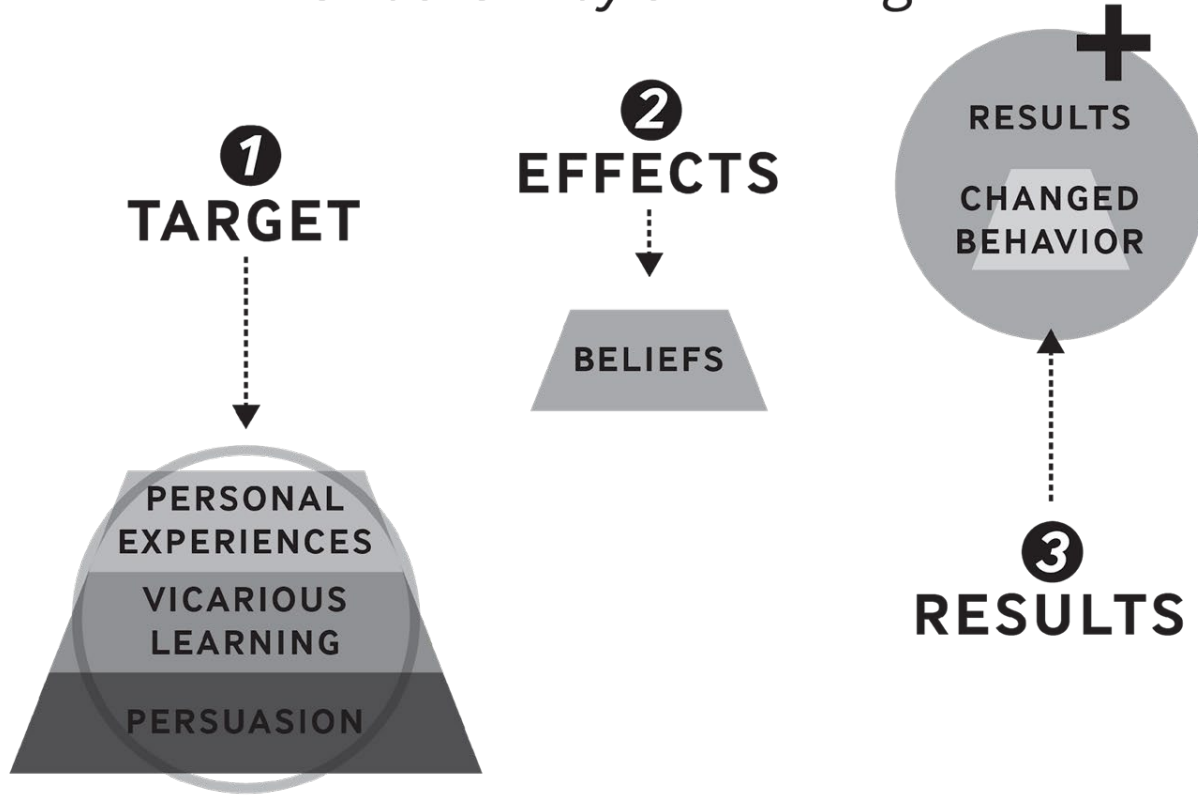 1
TARGET
PERSONAL
EXPERIENCES
VICARIOUS
LEARNING
PERSUASION
2
EFFECTS
BELIEFS
+
RESULTS
CHANGED
BEHAVIOR
3
RESULTS